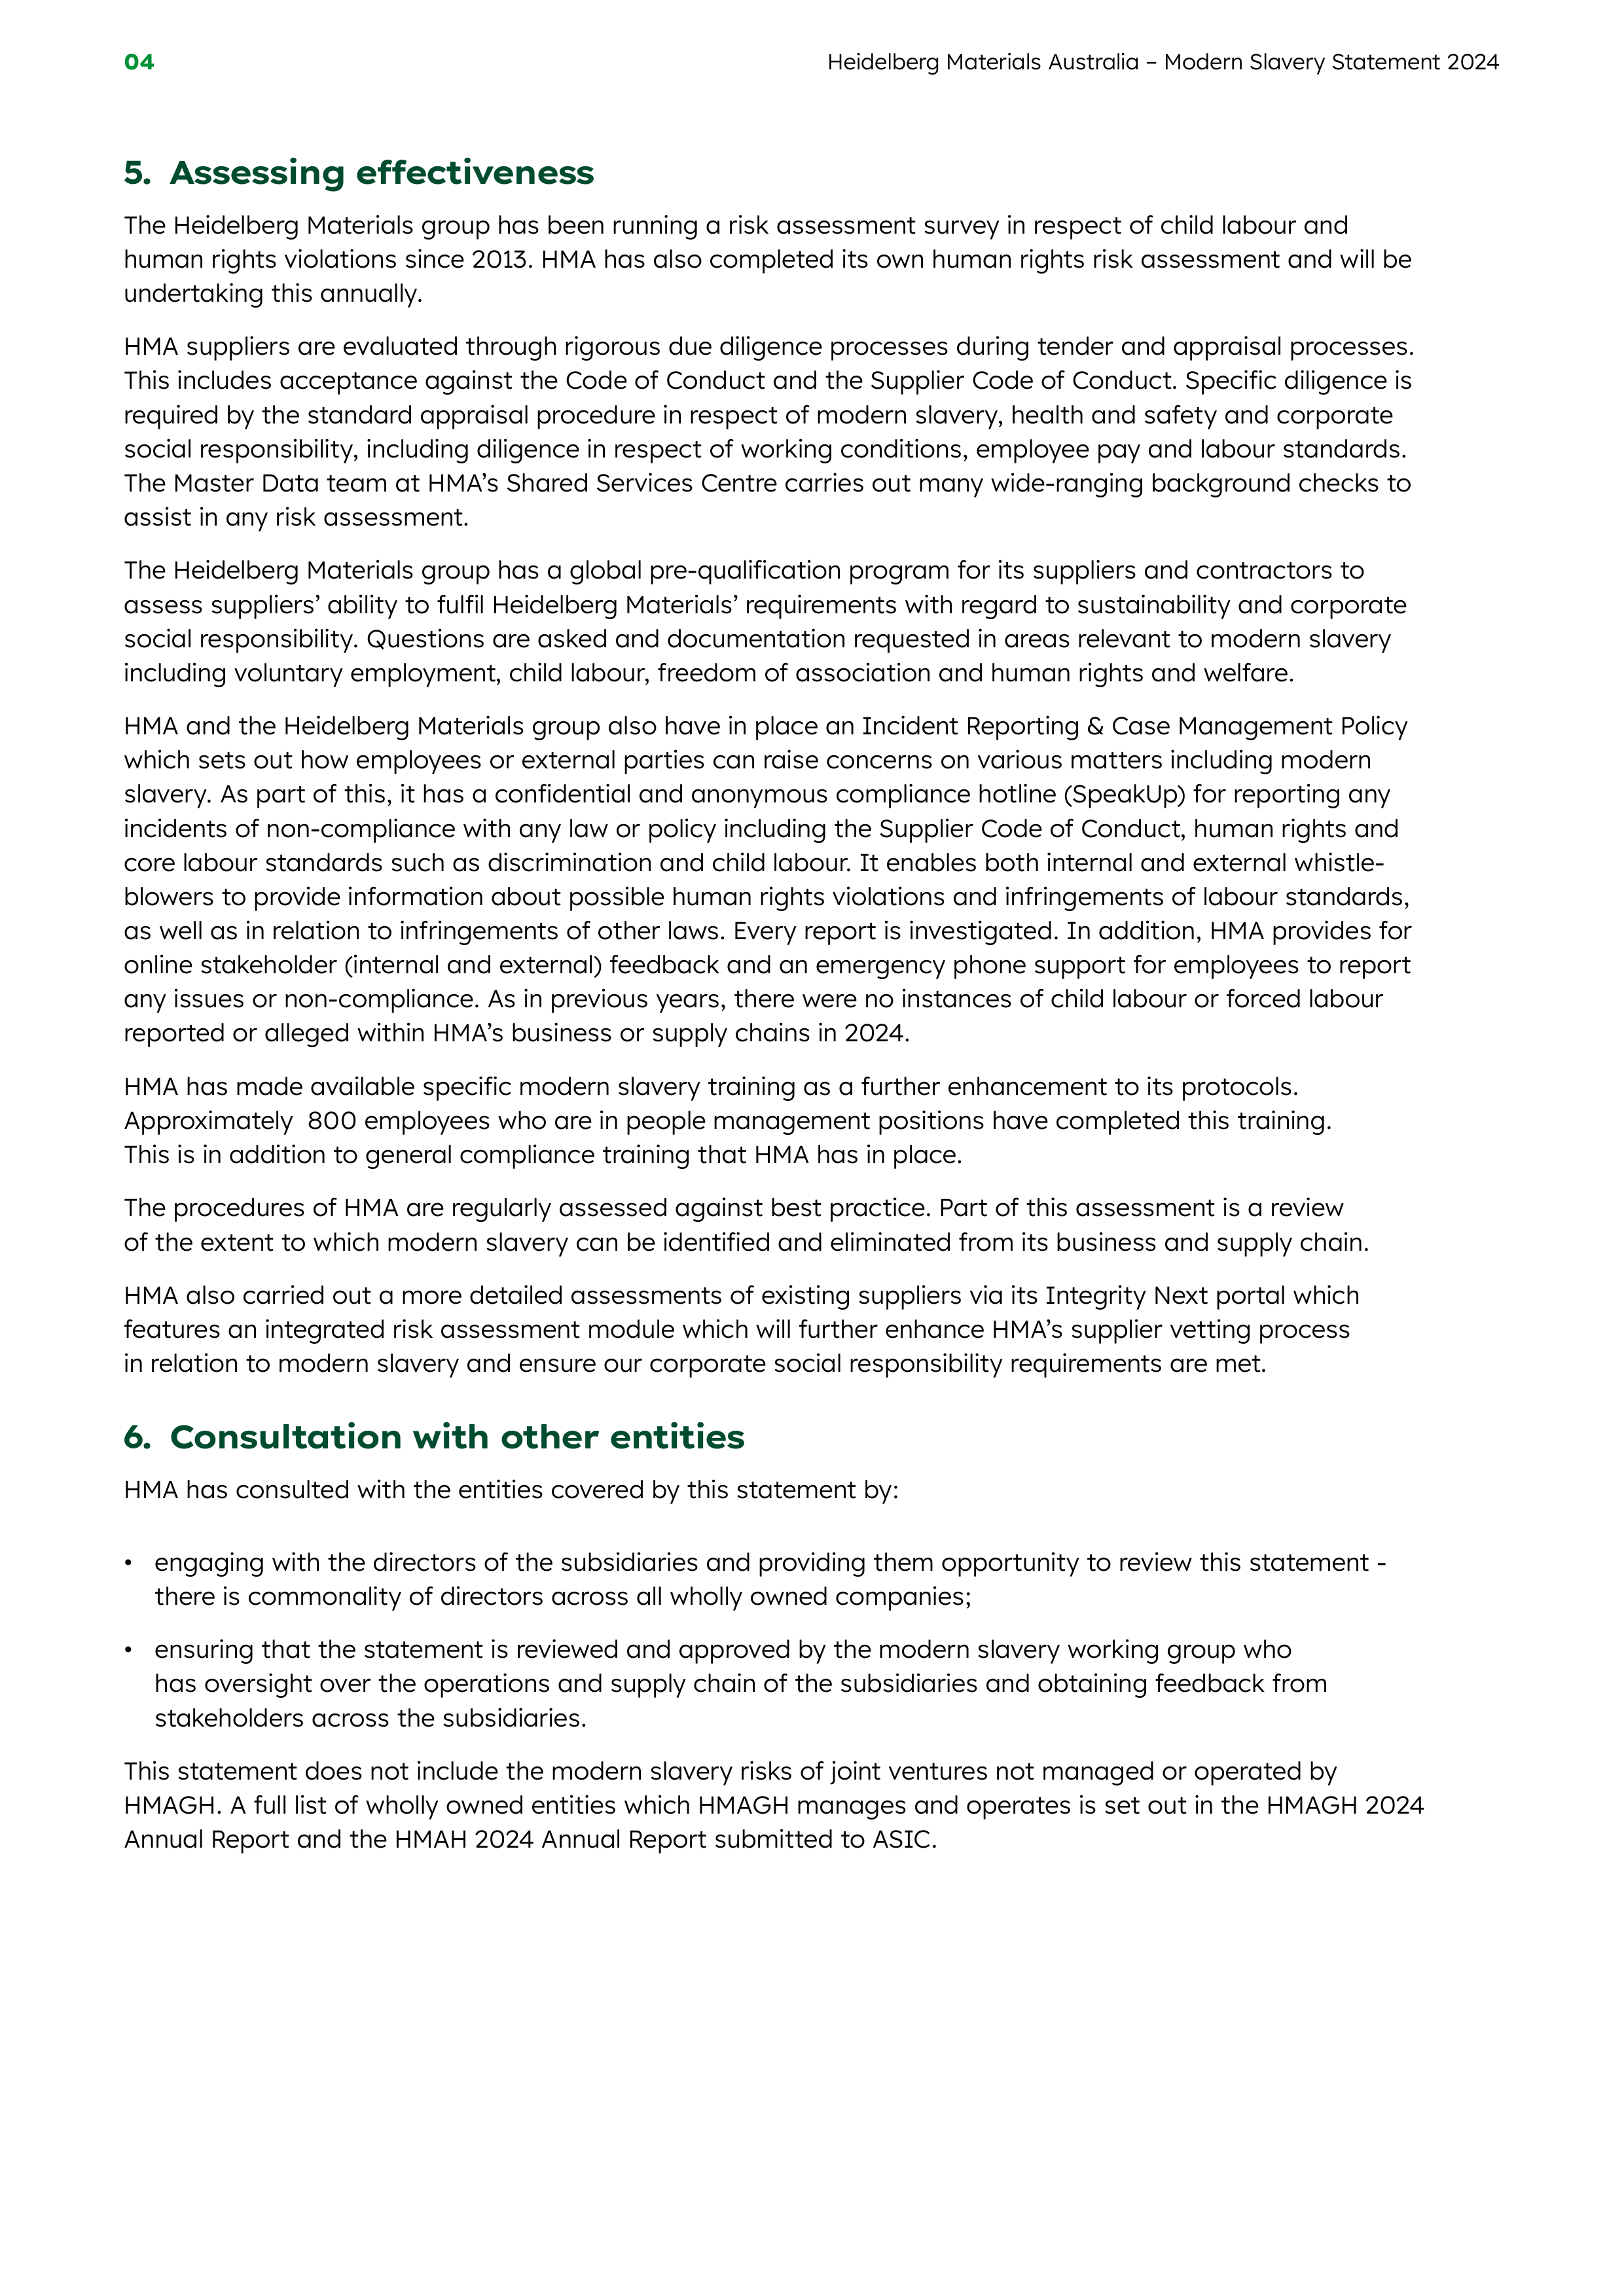 04
Heidelberg Materials Australia – Modern Slavery Statement 2024
5. Assessing effectiveness
The Heidelberg Materials group has been running a risk assessment survey in respect of child labour and
human rights violations since 2013. HMA has also completed its own human rights risk assessment and will be
undertaking this annually.
HMA suppliers are evaluated through rigorous due diligence processes during tender and appraisal processes.
This includes acceptance against the Code of Conduct and the Supplier Code of Conduct. Specific diligence is
required by the standard appraisal procedure in respect of modern slavery, health and safety and corporate
social responsibility, including diligence in respect of working conditions, employee pay and labour standards.
The Master Data team at HMA’s Shared Services Centre carries out many wide-ranging background checks to
assist in any risk assessment.
The Heidelberg Materials group has a global pre-qualification program for its suppliers and contractors to
assess suppliers’ ability to fulfil Heidelberg Materials’ requirements with regard to sustainability and corporate
social responsibility. Questions are asked and documentation requested in areas relevant to modern slavery
including voluntary employment, child labour, freedom of association and human rights and welfare.
HMA and the Heidelberg Materials group also have in place an Incident Reporting & Case Management Policy
which sets out how employees or external parties can raise concerns on various matters including modern
slavery. As part of this, it has a confidential and anonymous compliance hotline (SpeakUp) for reporting any
incidents of non-compliance with any law or policy including the Supplier Code of Conduct, human rights and
core labour standards such as discrimination and child labour. It enables both internal and external whistle-
blowers to provide information about possible human rights violations and infringements of labour standards,
as well as in relation to infringements of other laws. Every report is investigated. In addition, HMA provides for
online stakeholder (internal and external) feedback and an emergency phone support for employees to report
any issues or non-compliance. As in previous years, there were no instances of child labour or forced labour
reported or alleged within HMA’s business or supply chains in 2024.
HMA has made available specific modern slavery training as a further enhancement to its protocols.
Approximately  800 employees who are in people management positions have completed this training.
This is in addition to general compliance training that HMA has in place.
The procedures of HMA are regularly assessed against best practice. Part of this assessment is a review
of the extent to which modern slavery can be identified and eliminated from its business and supply chain.
HMA also carried out a more detailed assessments of existing suppliers via its Integrity Next portal which
features an integrated risk assessment module which will further enhance HMA’s supplier vetting process
in relation to modern slavery and ensure our corporate social responsibility requirements are met.
6. Consultation with other entities
HMA has consulted with the entities covered by this statement by:
• engaging with the directors of the subsidiaries and providing them opportunity to review this statement -
there is commonality of directors across all wholly owned companies;
• ensuring that the statement is reviewed and approved by the modern slavery working group who
has oversight over the operations and supply chain of the subsidiaries and obtaining feedback from
stakeholders across the subsidiaries.
This statement does not include the modern slavery risks of joint ventures not managed or operated by
HMAGH. A full list of wholly owned entities which HMAGH manages and operates is set out in the HMAGH 2024
Annual Report and the HMAH 2024 Annual Report submitted to ASIC.